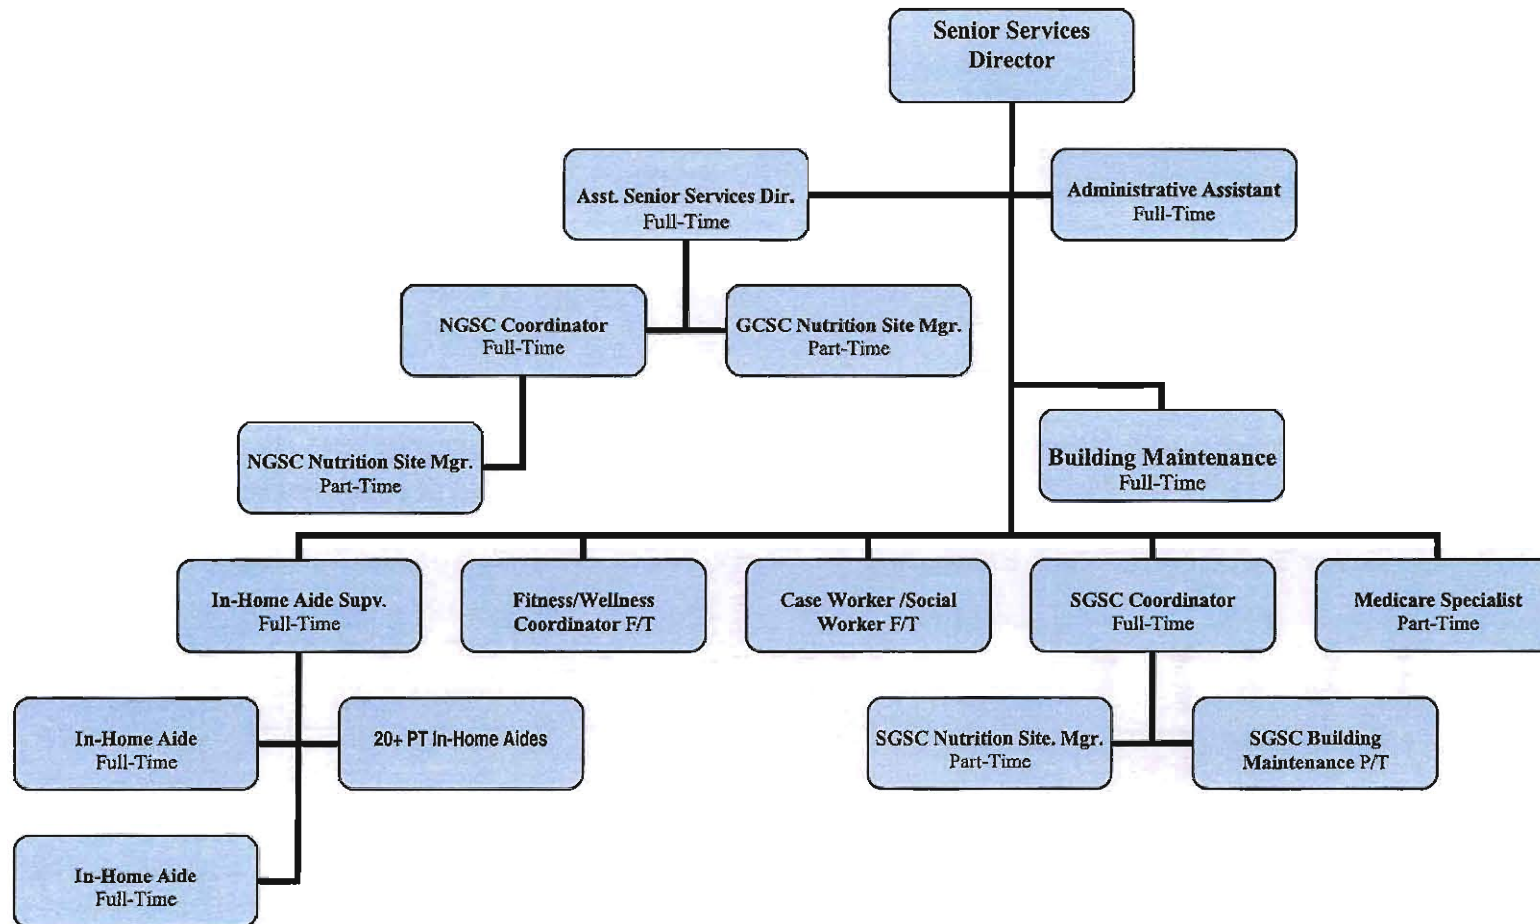 Senior Services
Director
Asst. Senior Services Dir.
Full-Time
Administrative Assistant
Full-Time
NGSC Coordinator
Full-Time
GCSC Nutrition Site Mgr.
Part-Time
NGSC Nutrition Site Mgr.
Part-Time
Building Maintenance
Full-Time
In-Home Aide Supv.
Full-Time
Fitness/Wellness
Coordinator F/T
Case Worker /Social
Worker F/T
SGSC Coordinator
Full-Time
Medicare Specialist
Part-Time
In-Home Aide
Full-Time
20+ PT In-Home Aides
SGSC Nutrition Site. Mgr.
Part-Time
SGSC Building
Maintenance P/T
In-Home Aide
Full-Time